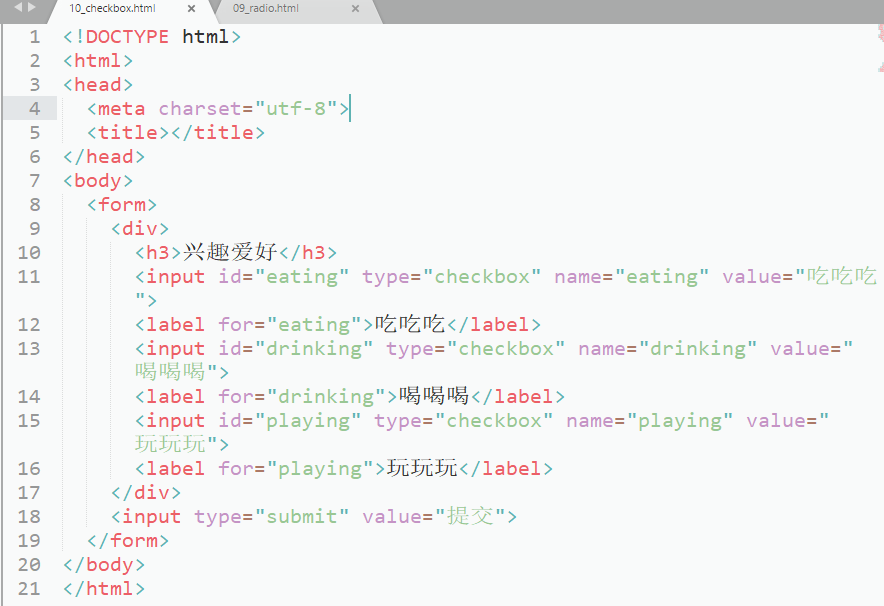 10_checkbox.html × 09_radio.html ×
1 <!DOCTYPE html>
2 <html>
3 <head>
4 <meta charset="utf-8">
5 <title></title>
6 </head>
7 <body>
8 <form>
9 <div>
10 <h3>兴趣爱好</h3>
11 <input id="eating" type="checkbox" name="eating" value="吃吃吃
">
12 <label for="eating">吃吃吃</label>
13 <input id="drinking" type="checkbox" name="drinking" value="
喝喝喝">
14 <label for="drinking">喝喝喝</label>
15 <input id="playing" type="checkbox" name="playing" value="
玩玩玩">
16 <label for="playing">玩玩玩</label>
17 </div>
18 <input type="submit" value="提交">
19 </form>
20 </body>
21 </html>